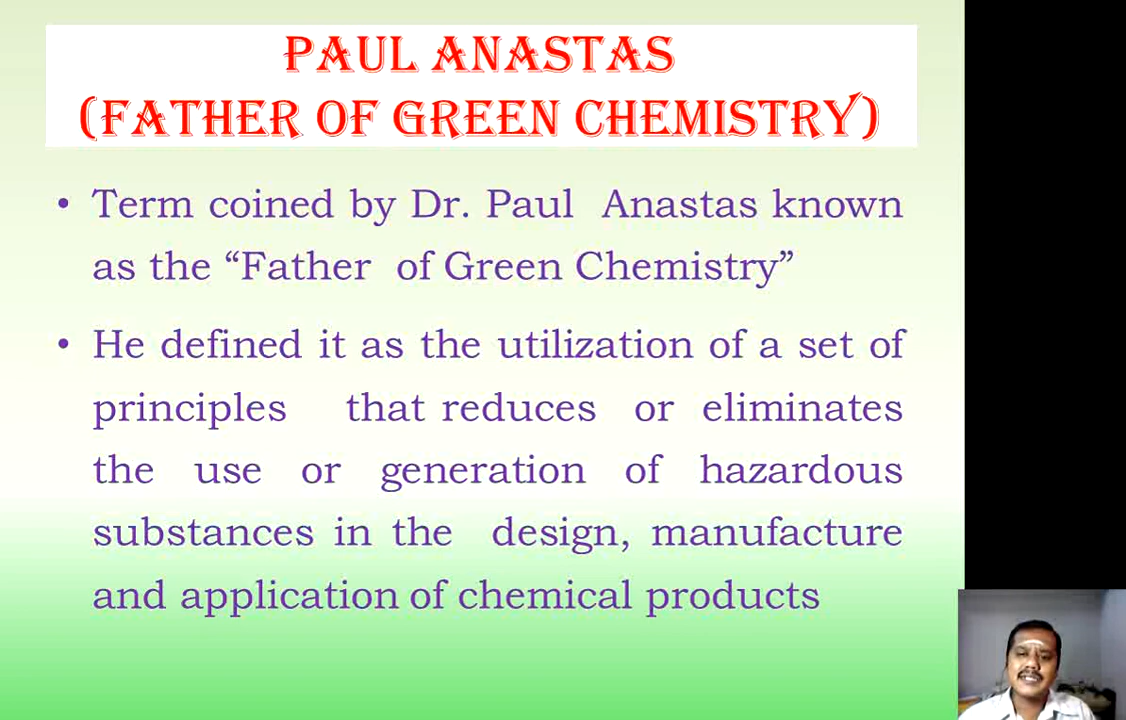 PAUL ANASTAS
(FATHER OF GREEN CHEMISTRY)
• Term coined by Dr. Paul Anastas known
as the “Father of Green Chemistry”
• He defined it as the utilization of a set of
principles that reduces or eliminates
the use or generation of hazardous
substances in the design, manufacture
and application of chemical products